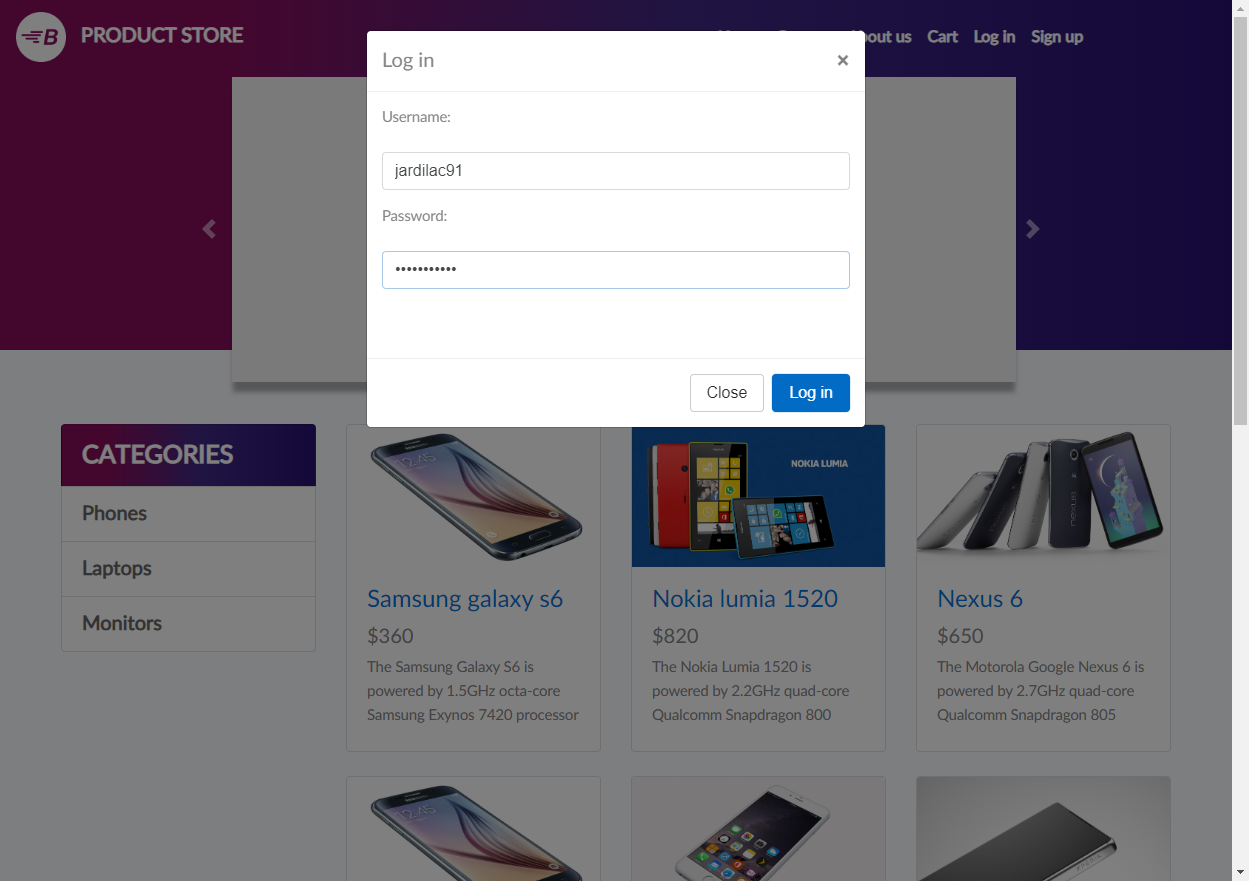 PRODUCT STORE
out us Cart Log in Sign up
Log in ×
Username:
jardilac91
Password:
•••••••••••
Close Log in
CATEGORIES
Phones
Laptops
Monitors
NOKIA LUMIA
nexus
Samsung galaxy s6
$360
The Samsung Galaxy S6 is
powered by 1.5GHz octa-core
Samsung Exynos 7420 processor
Nokia lumia 1520
$820
The Nokia Lumia 1520 is
powered by 2.2GHz quad-core
Qualcomm Snapdragon 800
Nexus 6
$650
The Motorola Google Nexus 6 is
powered by 2.7GHz quad-core
Qualcomm Snapdragon 805